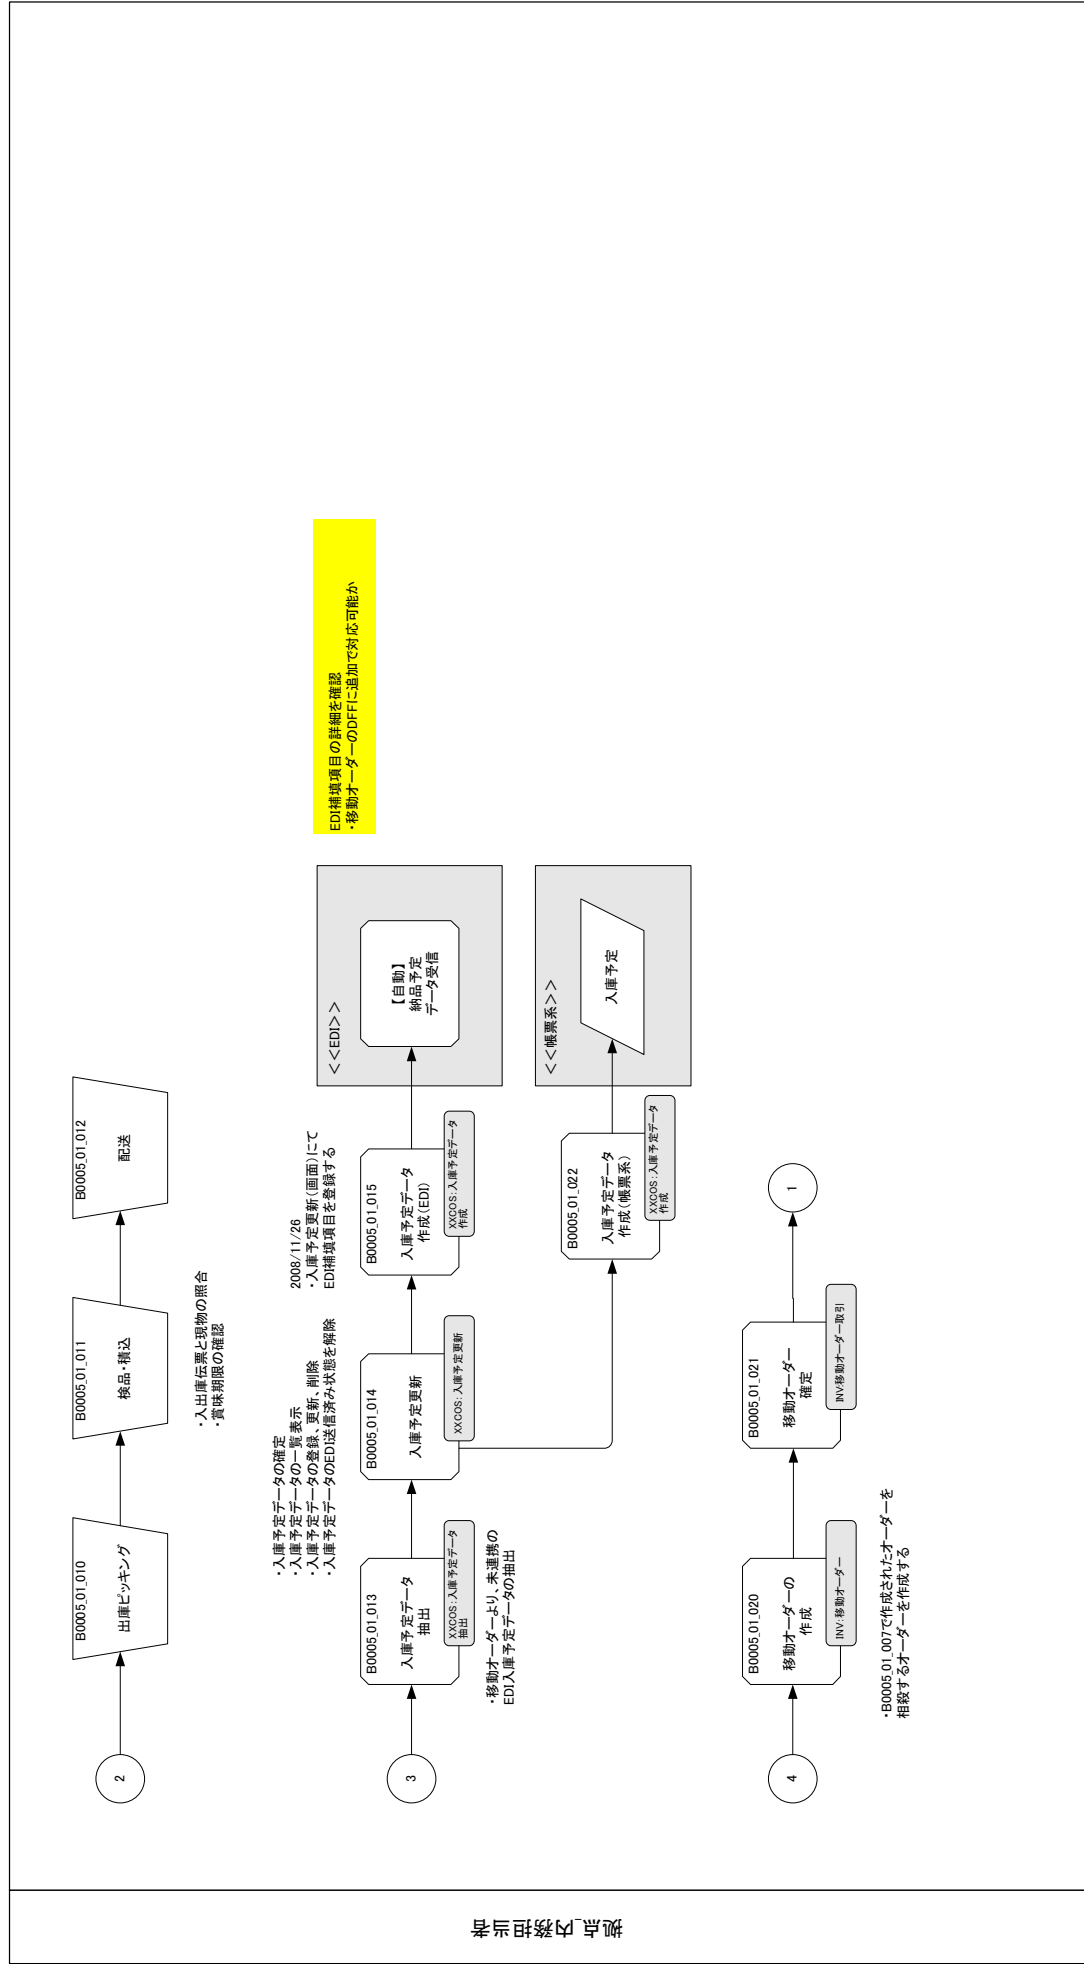 拠点_内務担当者
2
B0005_01_010
出庫ピッキング
B0005_01_011
検品・積込
・入出庫伝票と現物の照合
・賞味期限の確認
B0005_01_012
配送
・入庫予定データの確定
・入庫予定データの一覧表示
・入庫予定データの登録、更新、削除
・入庫予定データのEDI送信済み状態を解除
2008/11/26
・入庫予定更新(画面)にて
EDI補填項目を登録する
3
B0005_01_013
入庫予定データ
抽出
XXCOS:入庫予定データ
抽出
・移動オーダーより、未連携の
EDI入庫予定データの抽出
B0005_01_014
入庫予定更新
XXCOS:入庫予定更新
B0005_01_015
入庫予定データ
作成(EDI)
XXCOS:入庫予定データ
作成
<<EDI>>
【自動】
納品予定
データ受信
EDI補填項目の詳細を確認
・移動オーダーのDFFに追加で対応可能か
B0005_01_022
入庫予定データ
作成(帳票系)
XXCOS:入庫予定データ
作成
<<帳票系>>
入庫予定
4
B0005_01_020
移動オーダーの
作成
INV:移動オーダー
・B0005_01_007で作成されたオーダーを
相殺するオーダーを作成する
B0005_01_021
移動オーダー
確定
INV:移動オーダー取引
1